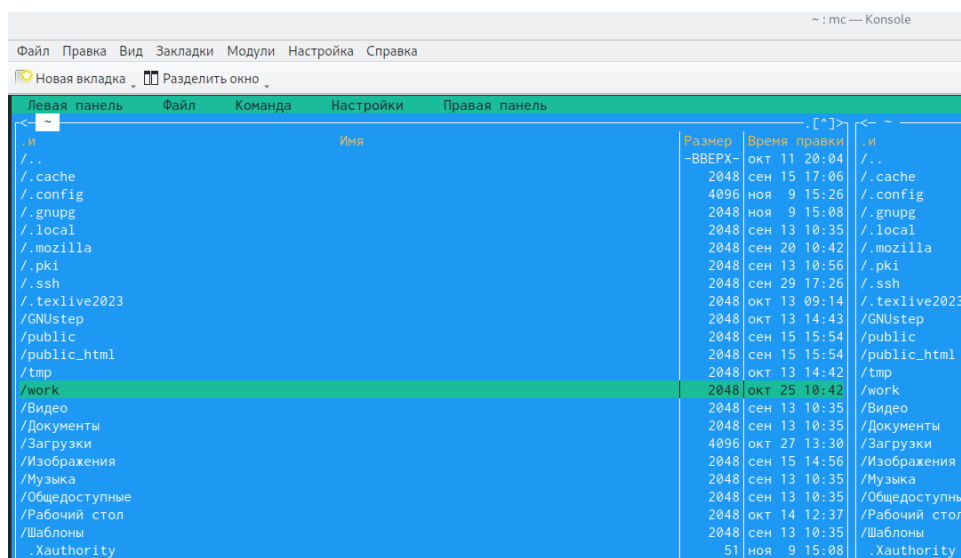 ~ : mc — Konsole
Файл Правка Вид Закладки Модули Настройка Справка
Новая вкладка Разделить окно
Левая панель Файл Команда Настройки Правая панель
<— ~ .[^]> <— ~
.и Имя Размер Время правки .и
/.. -ВВЕРХ- окт 11 20:04 /..
/.cache 2048 сен 15 17:06 /.cache
/.config 4096 ноя 9 15:26 /.config
/.gnupg 2048 ноя 9 15:08 /.gnupg
/.local 2048 сен 13 10:35 /.local
/.mozilla 2048 сен 20 10:42 /.mozilla
/.pki 2048 сен 13 10:56 /.pki
/.ssh 2048 сен 29 17:26 /.ssh
/.texlive2023 2048 окт 13 09:14 /.texlive2023
/GNUstep 2048 окт 13 14:43 /GNUstep
/public 2048 сен 15 15:54 /public
/public_html 2048 сен 15 15:54 /public_html
/tmp 2048 окт 13 14:42 /tmp
/work 2048 окт 25 10:42 /work
/Видео 2048 сен 13 10:35 /Видео
/Документы 2048 сен 13 10:35 /Документы
/Загрузки 4096 окт 27 13:30 /Загрузки
/Изображения 2048 сен 15 14:56 /Изображения
/Музыка 2048 сен 13 10:35 /Музыка
/Общедоступные 2048 сен 13 10:35 /Общедоступны
/Рабочий стол 2048 окт 14 12:37 /Рабочий стол
/Шаблоны 2048 сен 13 10:35 /Шаблоны
.Xauthority 51 ноя 9 15:08 .Xauthority